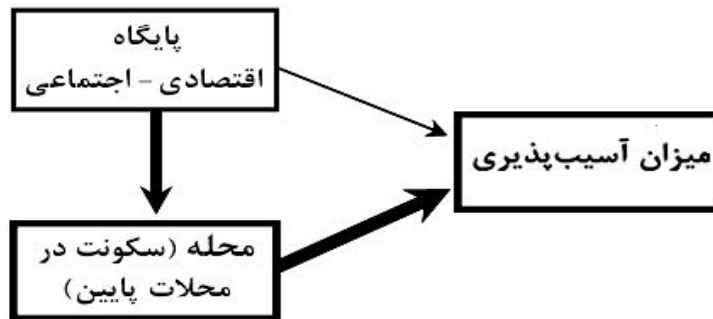 پایگاه
اقتصادی - اجتماعی
میزان آسیب‌پذیری
محله (سکونت در
محلات پایین)